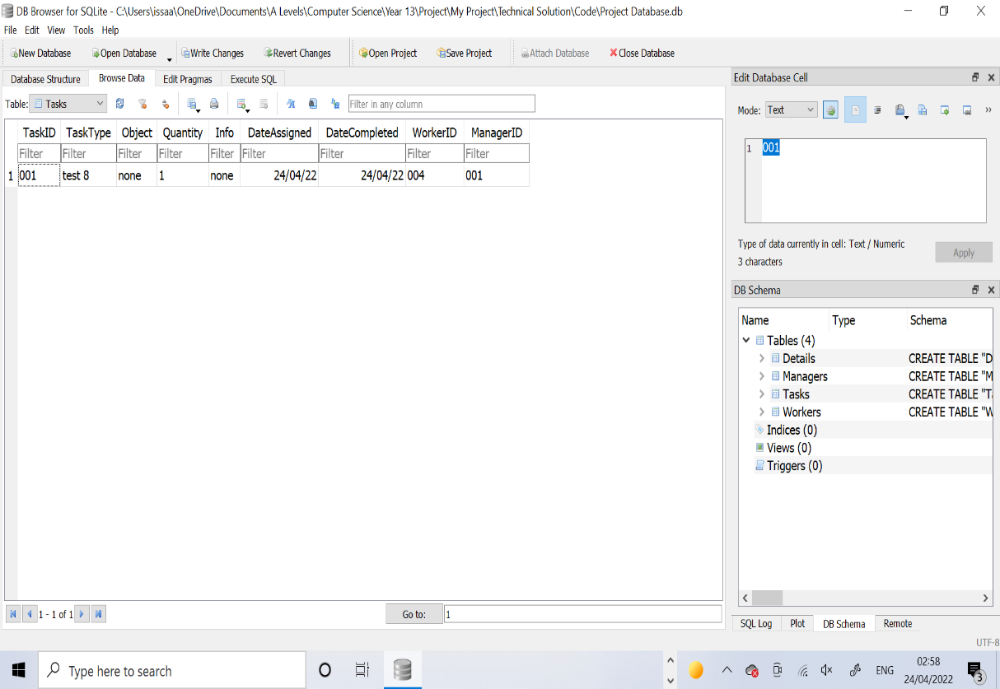 DB Browser for SQLite - C:\Users\issaa\OneDrive\Documents\A Levels\Computer Science\Year 13\Project\My Project\Technical Solution\Code\Project Database.db
File Edit View Tools Help
New Database Open Database Write Changes Revert Changes Open Project Save Project Attach Database Close Database
Database Structure Browse Data Edit Pragmas Execute SQL
Table: Tasks Filter in any column
TaskID TaskType Object Quantity Info DateAssigned DateCompleted WorkerID ManagerID
Filter Filter Filter Filter Filter Filter Filter Filter Filter
1 001 test 8 none 1 none 24/04/22 24/04/22 004 001
1 - 1 of 1 Go to: 1
Edit Database Cell
Mode: Text
1 001
Type of data currently in cell: Text / Numeric
3 characters
Apply
DB Schema
Name Type Schema
Tables (4)
Details CREATE TABLE "D
Managers CREATE TABLE "M
Tasks CREATE TABLE "T
Workers CREATE TABLE "W
Indices (0)
Views (0)
Triggers (0)
SQL Log Plot DB Schema Remote
UTF-8
Type here to search
ENG
02:58
24/04/2022
3